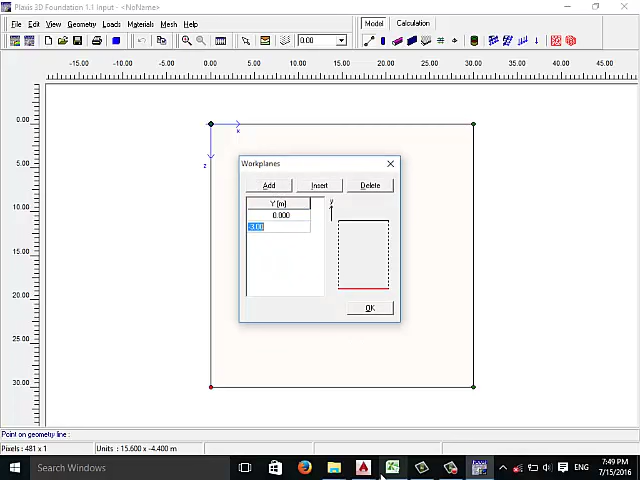 Plaxis 3D Foundation 1.1 Input - <NoName>
File Edit View Geometry Loads Materials Mesh Help
Model Calculation
0.00
-15.00 -10.00 -5.00 0.00 5.00 10.00 15.00 20.00 25.00 30.00 35.00 40.00 45.00
0.00
5.00
10.00
15.00
20.00
25.00
30.00
x
z
Workplanes
Add Insert Delete
Y [m]
0.000
-3.00
y
OK
Point on geometry line :
Pixels : 481 x 1 Units : 15.600 x -4.400 m
Search Windows
ENG
7:49 PM
7/15/2016